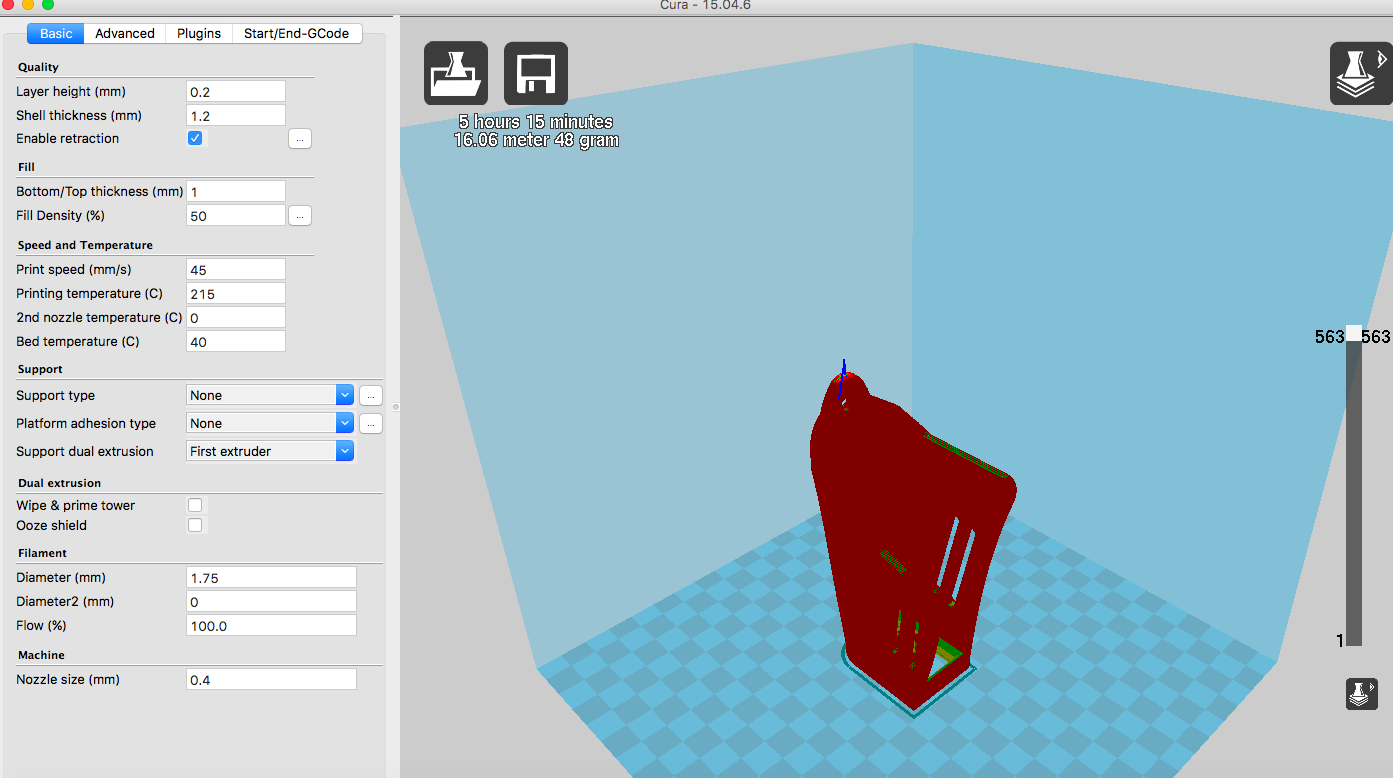 Cura - 15.04.6
Basic Advanced Plugins Start/End-GCode
Quality
Layer height (mm) 0.2
Shell thickness (mm) 1.2
Enable retraction ...
Fill
Bottom/Top thickness (mm) 1
Fill Density (%) 50 ...
Speed and Temperature
Print speed (mm/s) 45
Printing temperature (C) 215
2nd nozzle temperature (C) 0
Bed temperature (C) 40
Support
Support type None ...
Platform adhesion type None ...
Support dual extrusion First extruder
Dual extrusion
Wipe & prime tower
Ooze shield
Filament
Diameter (mm) 1.75
Diameter2 (mm) 0
Flow (%) 100.0
Machine
Nozzle size (mm) 0.4
5 hours 15 minutes
16.06 meter 48 gram
563 563
1